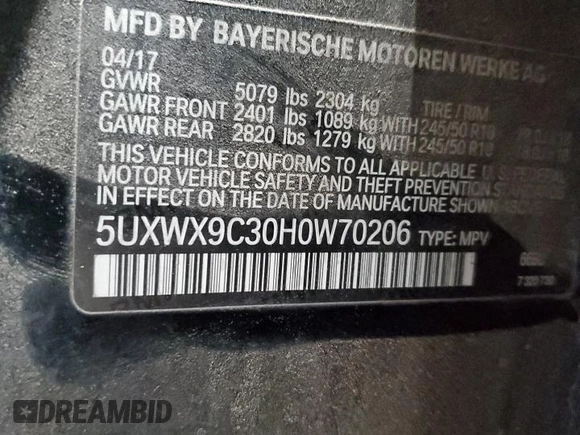 MFD BY BAYERISCHE MOTOREN WERKE AG
04/17
GVWR 5079 lbs 2304 kg TIRE / RIM
GAWR FRONT 2401 lbs 1089 kg WITH 245/50 R18
GAWR REAR 2820 lbs 1279 kg WITH 245/50 R18
THIS VEHICLE CONFORMS TO ALL APPLICABLE U
MOTOR VEHICLE SAFETY AND THEFT PREVENTION
IN EFFECT ON THE DATE OF MANUFACTURE SHOWN
5UXWX9C30H0W70206 TYPE: MPV
DREAMBID